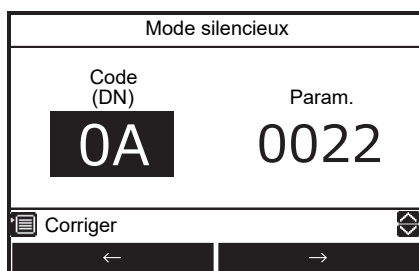 Mode silencieux
Code
(DN)
Param.
0A
0022
Corriger
← →